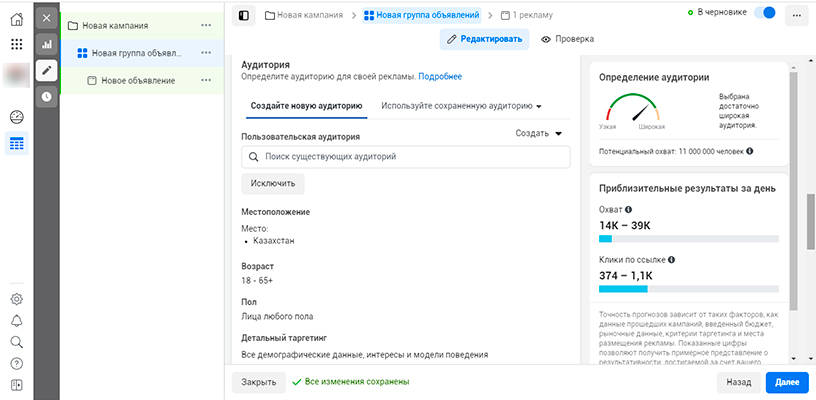 Новая кампания
Новая группа объявл...
Новое объявление
Новая кампания
Новая группа объявлений
1 рекламу
В черновике
Редактировать
Проверка
Аудитория
Определите аудиторию для своей рекламы. Подробнее
Создайте новую аудиторию
Используйте сохраненную аудиторию
Пользовательская аудитория
Создать
Поиск существующих аудиторий
Исключить
Местоположение
Место:
Казахстан
Возраст
18 - 65+
Пол
Лица любого пола
Детальный таргетинг
Все демографические данные, интересы и модели поведения
Определение аудитории
Узкая
Широкая
Выбрана
достаточно
широкая
аудитория.
Потенциальный охват: 11 000 000 человек
Приблизительные результаты за день
Охват
14K – 39K
Клики по ссылке
374 – 1,1K
Точность прогнозов зависит от таких факторов, как
данные прошедших кампаний, введенный бюджет,
рыночные данные, критерии таргетинга и места
размещения рекламы. Показанные цифры
позволяют получить примерное представление о
результативности, достигаемой за счет вашего
Закрыть
Все изменения сохранены
Назад
Далее